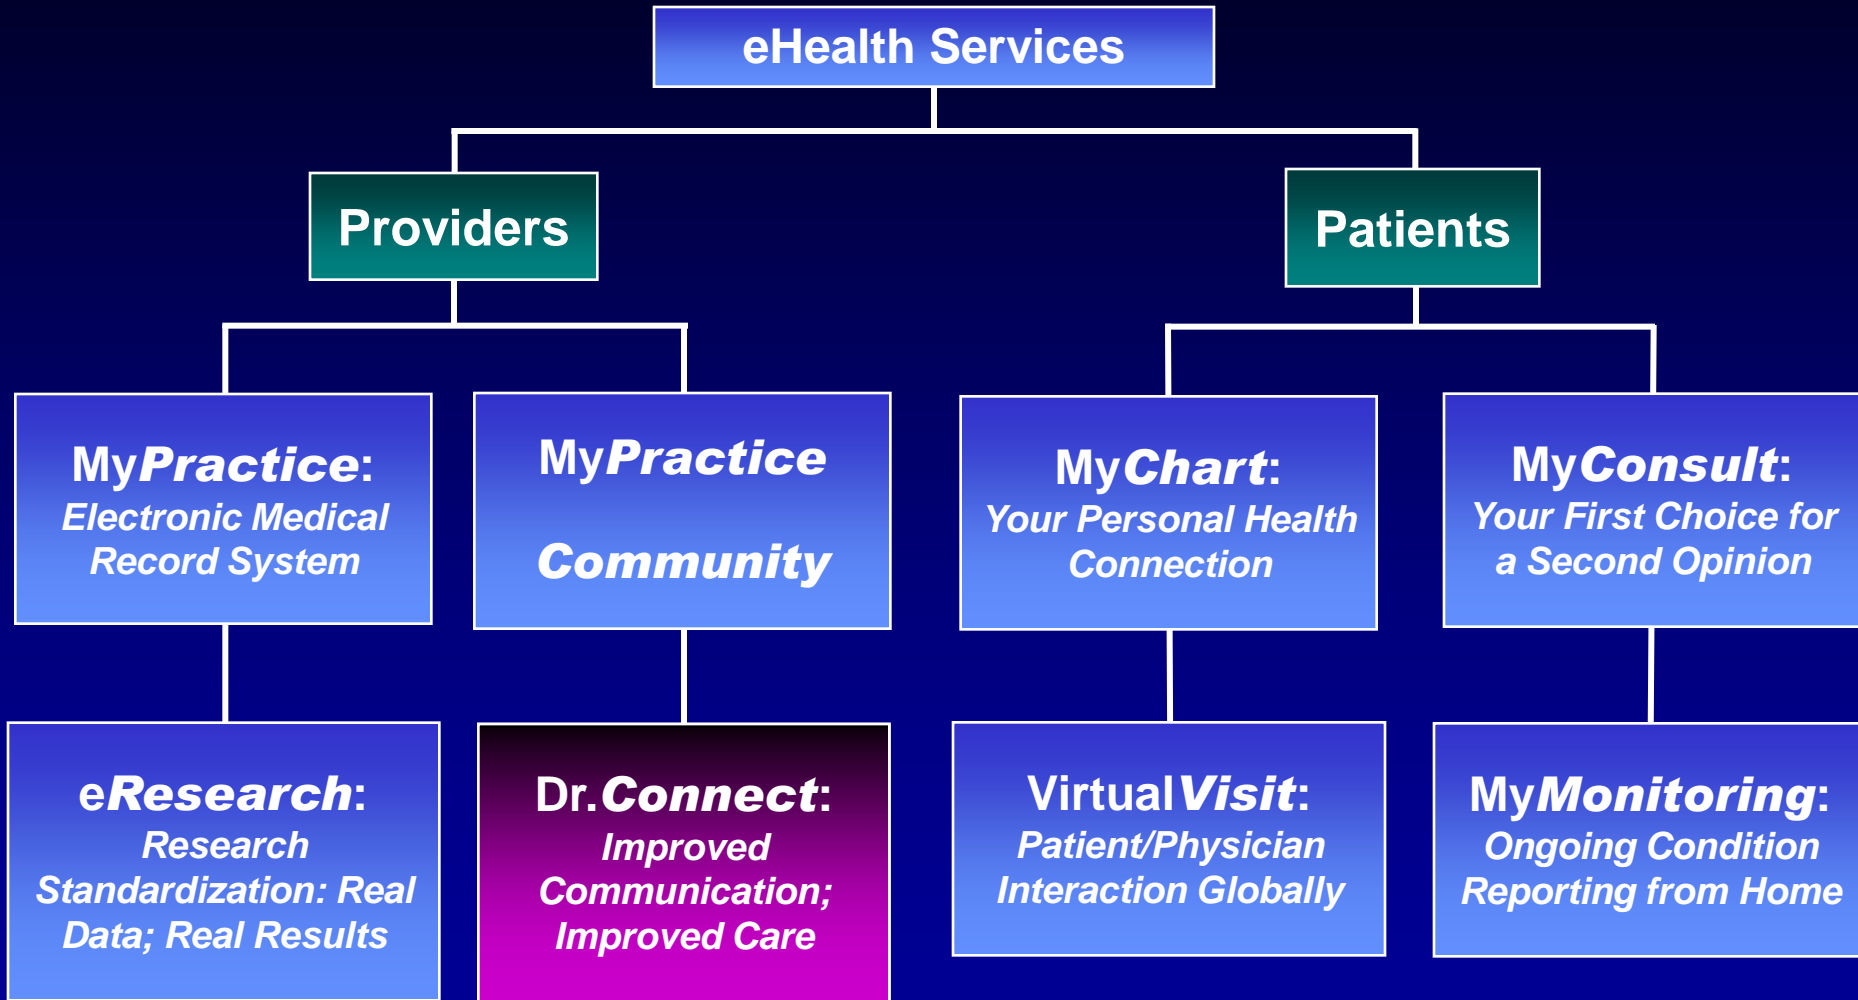 eHealth Services
Providers
Patients
MyPractice:
Electronic Medical
Record System
MyPractice
Community
MyChart:
Your Personal Health
Connection
MyConsult:
Your First Choice for
a Second Opinion
eResearch:
Research
Standardization: Real
Data; Real Results
Dr.Connect:
Improved
Communication;
Improved Care
VirtualVisit:
Patient/Physician
Interaction Globally
MyMonitoring:
Ongoing Condition
Reporting from Home